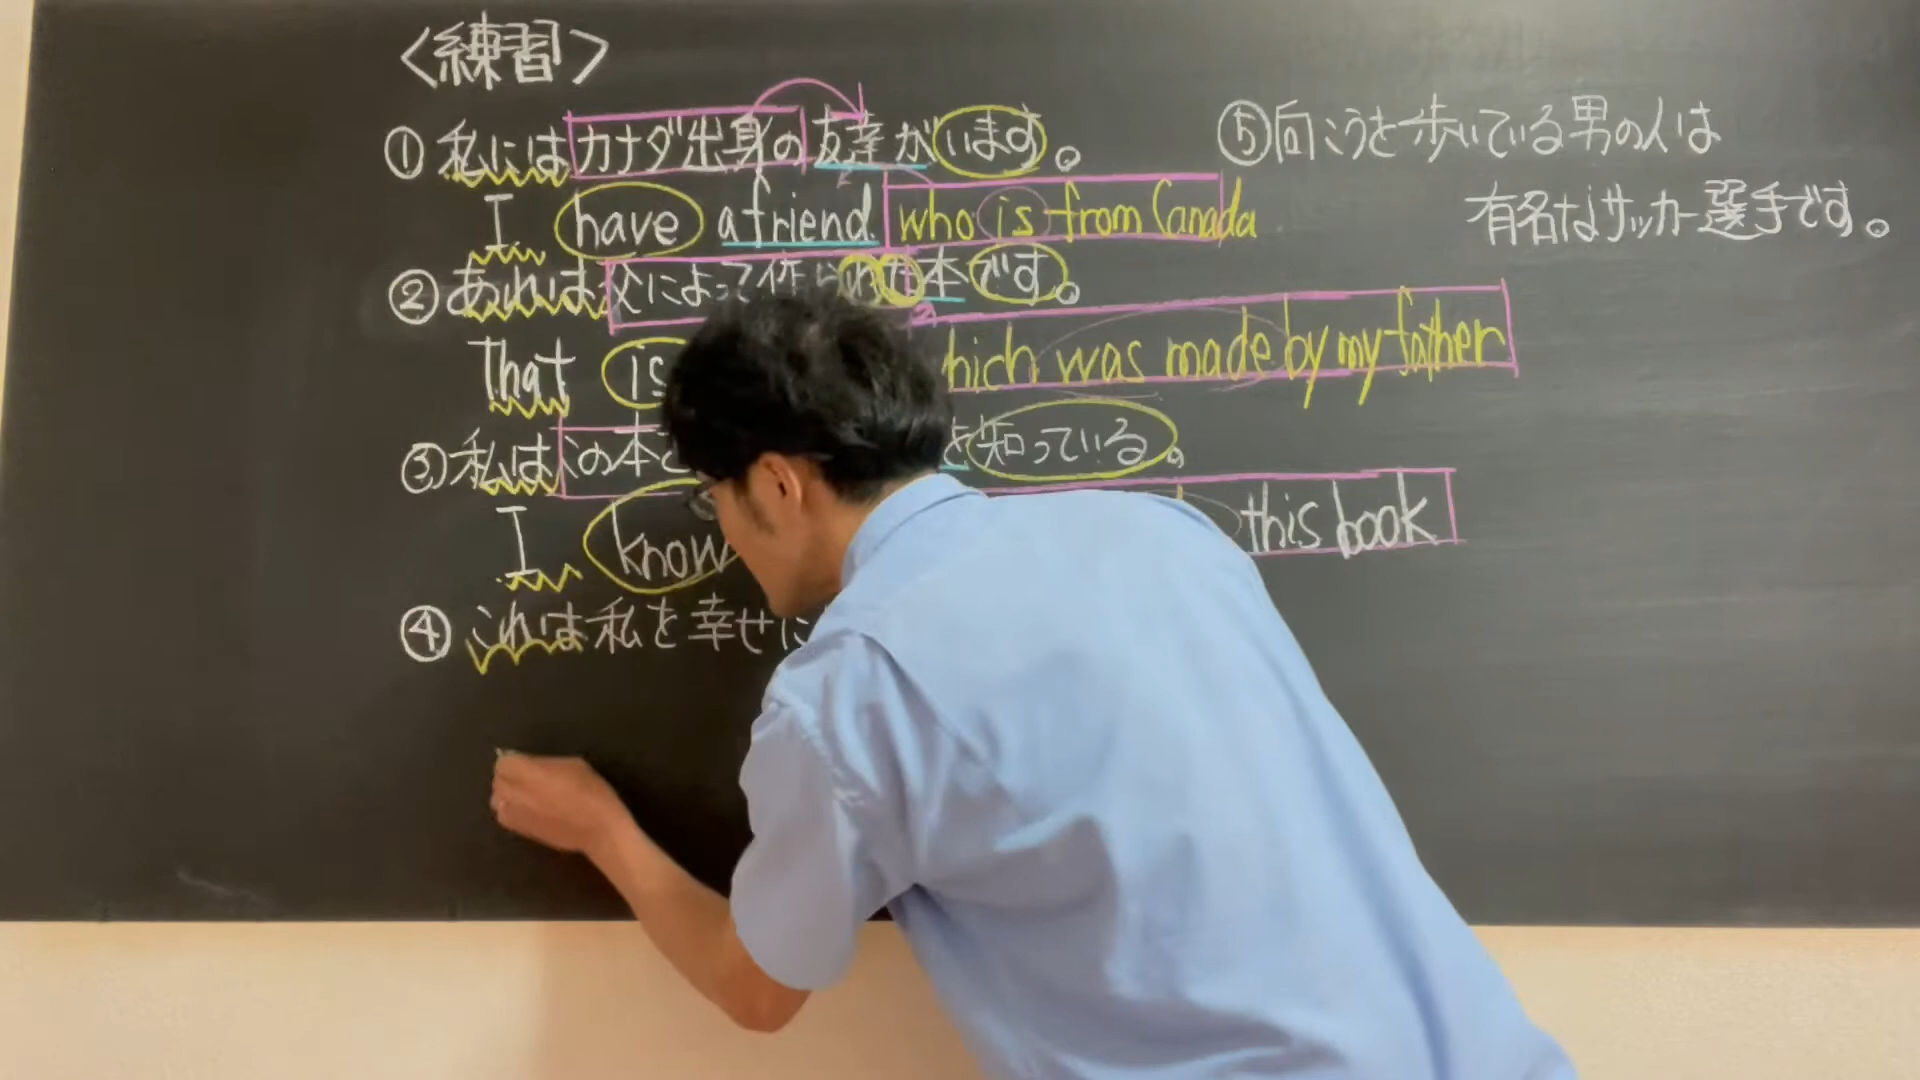 <練習>
①私にはカナダ出身の友達がいます。
I have a friend who is from Canada
②あれは父によって作られた本です。
That is hich was made by my father
③私はこの本 を知っている。
I know this book
④これは私を幸せに
⑤向こうを歩いている男の人は
有名なサッカー選手です。